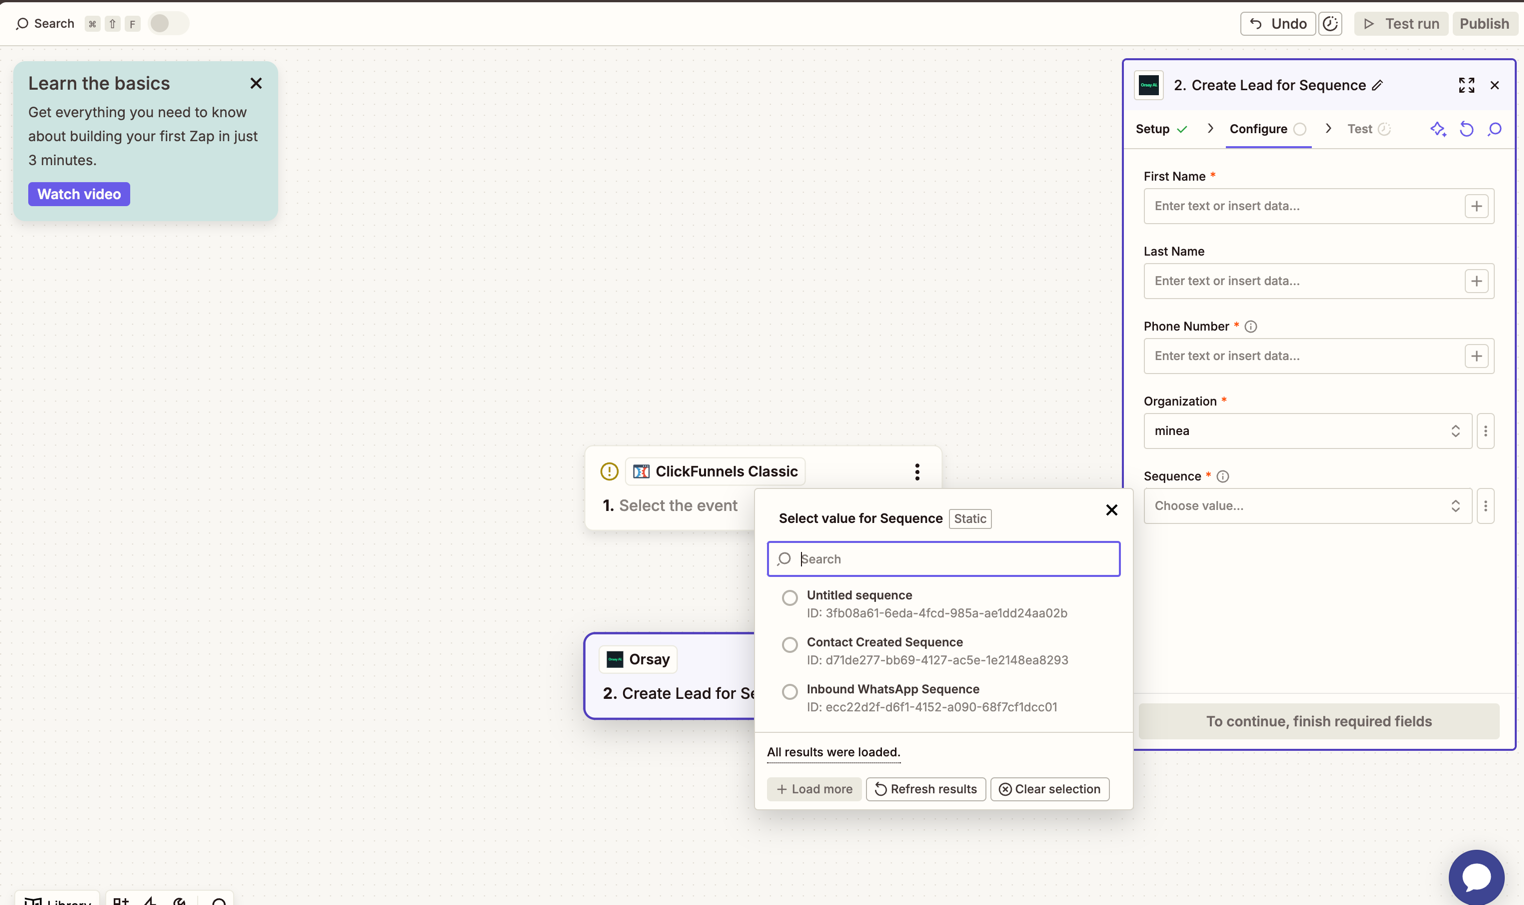 Search ⌘ ⇧ F
Undo
Test run
Publish
Learn the basics
Get everything you need to know
about building your first Zap in just
3 minutes.
Watch video
ClickFunnels Classic
1. Select the event
Orsay
2. Create Lead for Se
Select value for Sequence Static
Search
Untitled sequence
ID: 3fb08a61-6eda-4fcd-985a-ae1dd24aa02b
Contact Created Sequence
ID: d71de277-bb69-4127-ac5e-1e2148ea8293
Inbound WhatsApp Sequence
ID: ecc22d2f-d6f1-4152-a090-68f7cf1dcc01
All results were loaded.
+ Load more
Refresh results
Clear selection
2. Create Lead for Sequence
Setup
Configure
Test
First Name *
Enter text or insert data...
Last Name
Enter text or insert data...
Phone Number *
Enter text or insert data...
Organization *
minea
Sequence *
Choose value...
To continue, finish required fields
Library